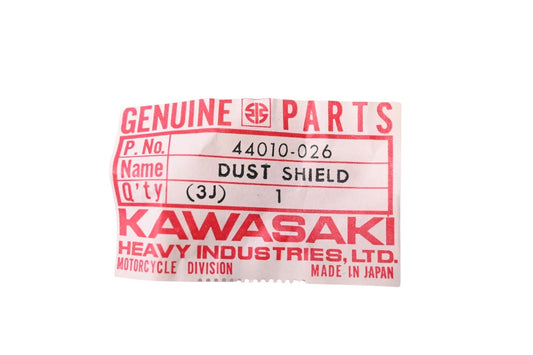 GENUINE PARTS
P. No. 44010-026
Name DUST SHIELD
Q'ty (3J) 1
KAWASAKI
HEAVY INDUSTRIES, LTD.
MOTORCYCLE DIVISION MADE IN JAPAN